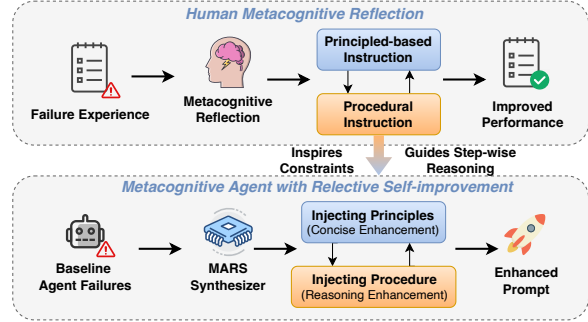 Human Metacognitive Reflection
Failure Experience
Metacognitive
Reflection
Principled-based
Instruction
Procedural
Instruction
Improved
Performance
Inspires
Constraints
Guides Step-wise
Reasoning
Metacognitive Agent with Relective Self-improvement
Baseline
Agent Failures
MARS
Synthesizer
Injecting Principles
(Concise Enhancement)
Injecting Procedure
(Reasoning Enhancement)
Enhanced
Prompt